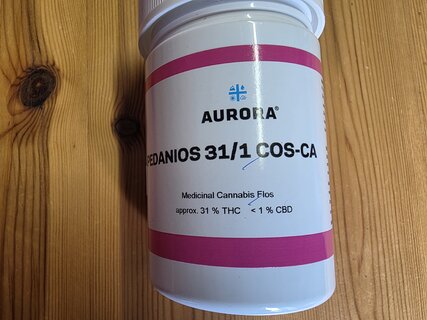 AURORA®
PEDANIOS 31/1 COS-CA
Medicinal Cannabis Flos
approx. 31 % THC < 1 % CBD